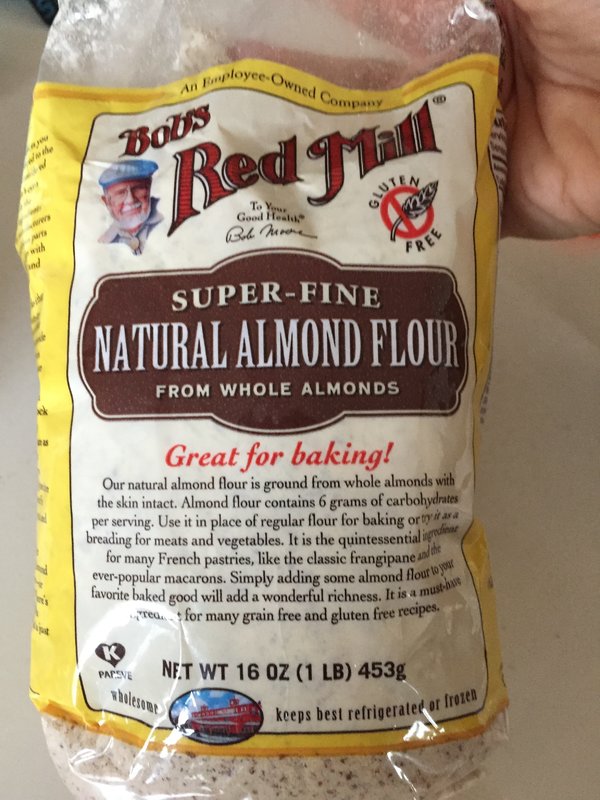 An Employee-Owned Company
Bob's
Red Mill®
To Your
Good Health®
Bob Moore
GLUTEN
FREE
SUPER-FINE
NATURAL ALMOND FLOUR
FROM WHOLE ALMONDS
Great for baking!
Our natural almond flour is ground from whole almonds with
the skin intact. Almond flour contains 6 grams of carbohydrates
per serving. Use it in place of regular flour for baking or try it as a
breading for meats and vegetables. It is the quintessential ingredient
for many French pastries, like the classic frangipane and the
ever-popular macarons. Simply adding some almond flour to your
favorite baked good will add a wonderful richness. It is a must-have
for many grain free and gluten free recipes.
K
PAREVE
NET WT 16 OZ (1 LB) 453g
wholesome
keeps best refrigerated or frozen